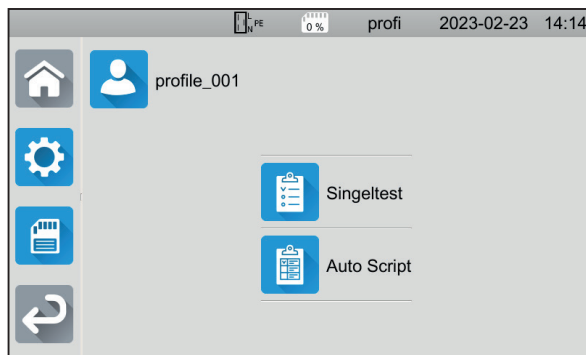 L PE N 0 % profi 2023-02-23 14:14
profile_001
Singeltest
Auto Script